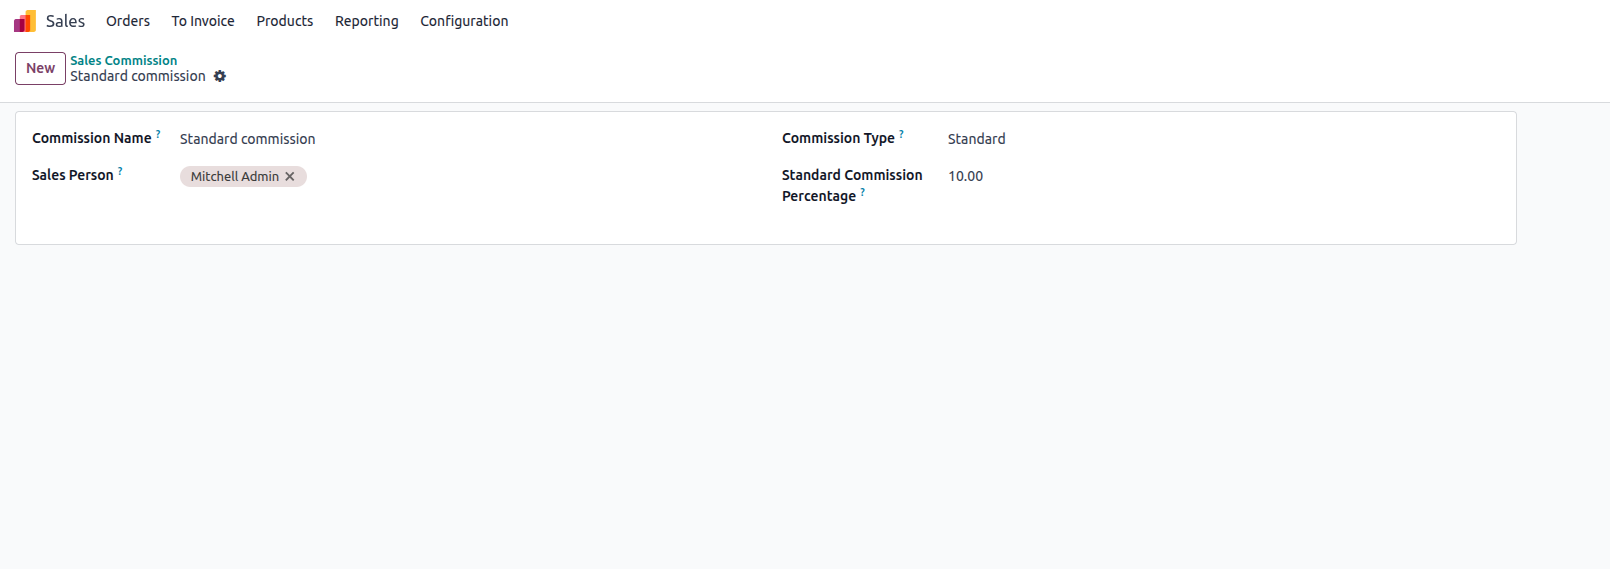 Sales Orders To Invoice Products Reporting Configuration
New
Sales Commission
Standard commission
Commission Name ? Standard commission
Commission Type ? Standard
Sales Person ? Mitchell Admin ×
Standard Commission Percentage ? 10.00